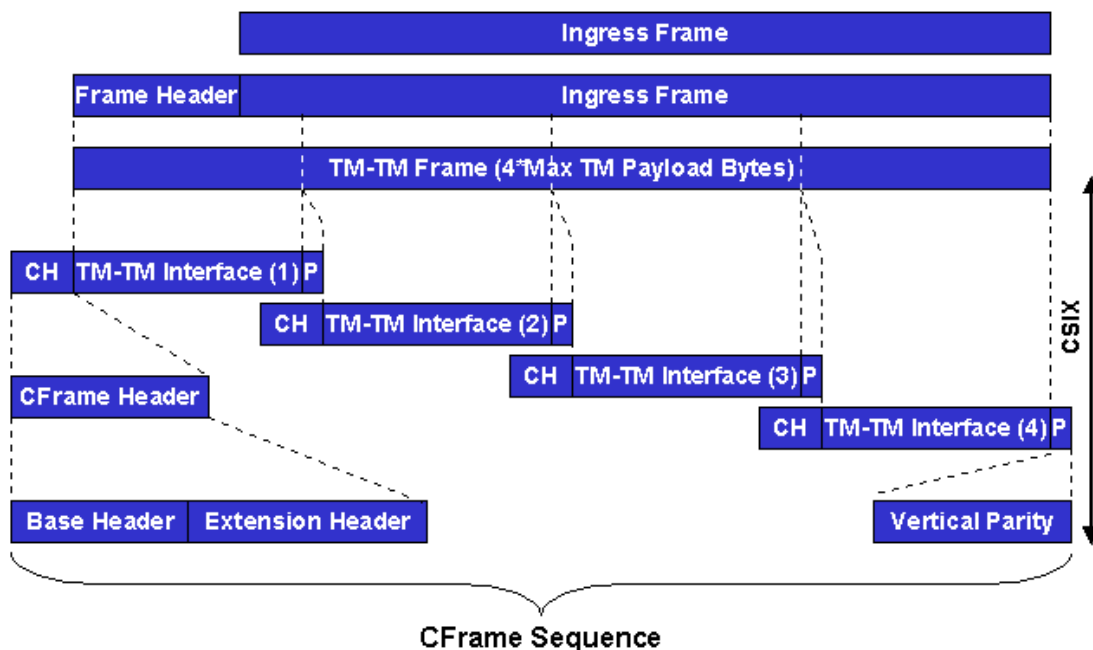 Ingress Frame
Frame Header
Ingress Frame
TM-TM Frame (4*Max TM Payload Bytes)
CH
TM-TM Interface (1)
P
CH
TM-TM Interface (2)
P
CH
TM-TM Interface (3)
P
CH
TM-TM Interface (4)
P
CSIX
CFrame Header
Base Header
Extension Header
Vertical Parity
CFrame Sequence